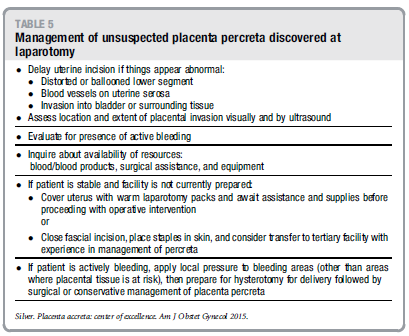 TABLE 5
Management of unsuspected placenta percreta discovered at
laparotomy
• Delay uterine incision if things appear abnormal:
• Distorted or ballooned lower segment
• Blood vessels on uterine serosa
• Invasion into bladder or surrounding tissue
• Assess location and extent of placental invasion visually and by ultrasound
• Evaluate for presence of active bleeding
• Inquire about availability of resources:
blood/blood products, surgical assistance, and equipment
• If patient is stable and facility is not currently prepared:
• Cover uterus with warm laparotomy packs and await assistance and supplies before
proceeding with operative intervention
or
• Close fascial incision, place staples in skin, and consider transfer to tertiary facility with
experience in management of percreta
• If patient is actively bleeding, apply local pressure to bleeding areas (other than areas
where placental tissue is at risk), then prepare for hysterotomy for delivery followed by
surgical or conservative management of placenta percreta
Silver. Placenta accreta: center of excellence. Am J Obstet Gynecol 2015.